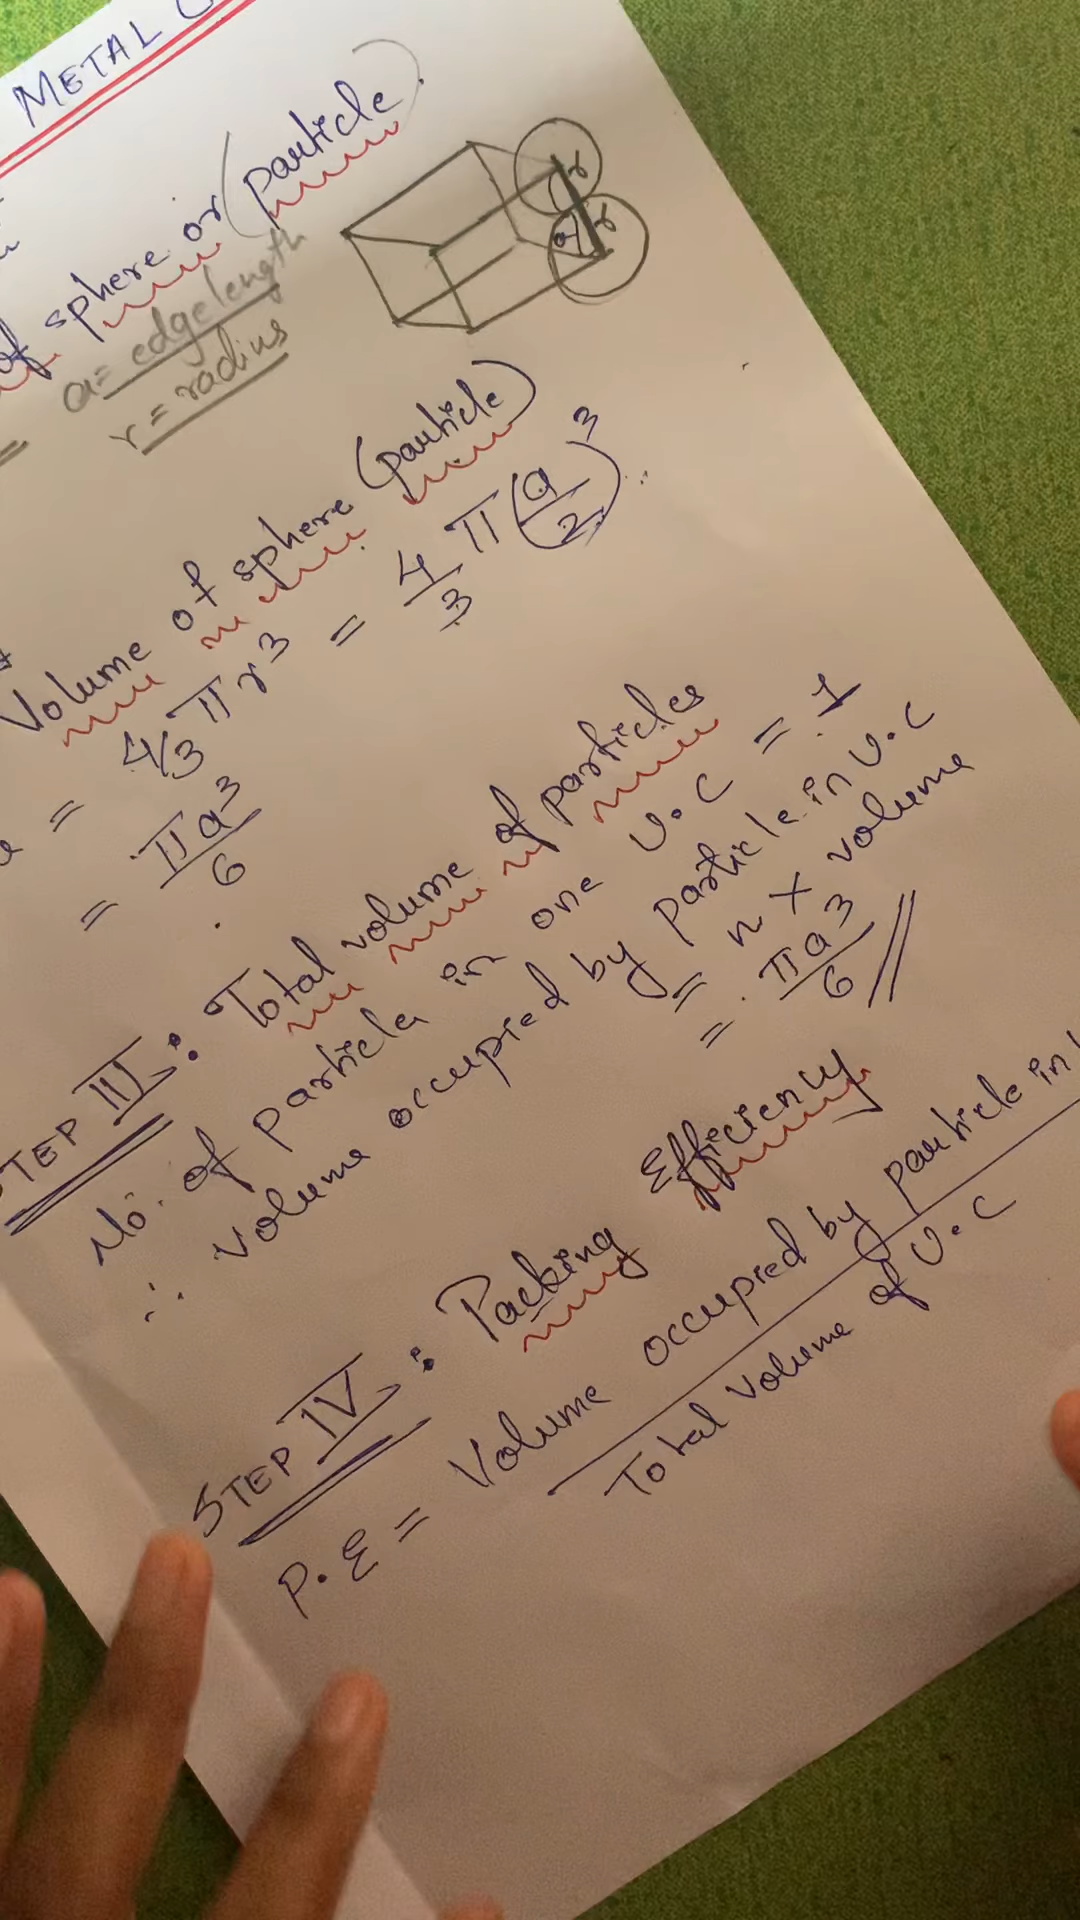 METAL
of sphere or (particle).
a = edge length
r = radius
r
r
a
Volume of sphere (particle)
= 4/3 πr³ = 4/3 π(a/2)³
= πa³/6
STEP III : Total volume of particles
No. of particle in one U.C = 1
∴ Volume occupied by particle in U.C
= n × volume
= πa³/6
STEP IV : Packing Efficiency
P.E = Volume occupied by particle in
Total volume of U.C